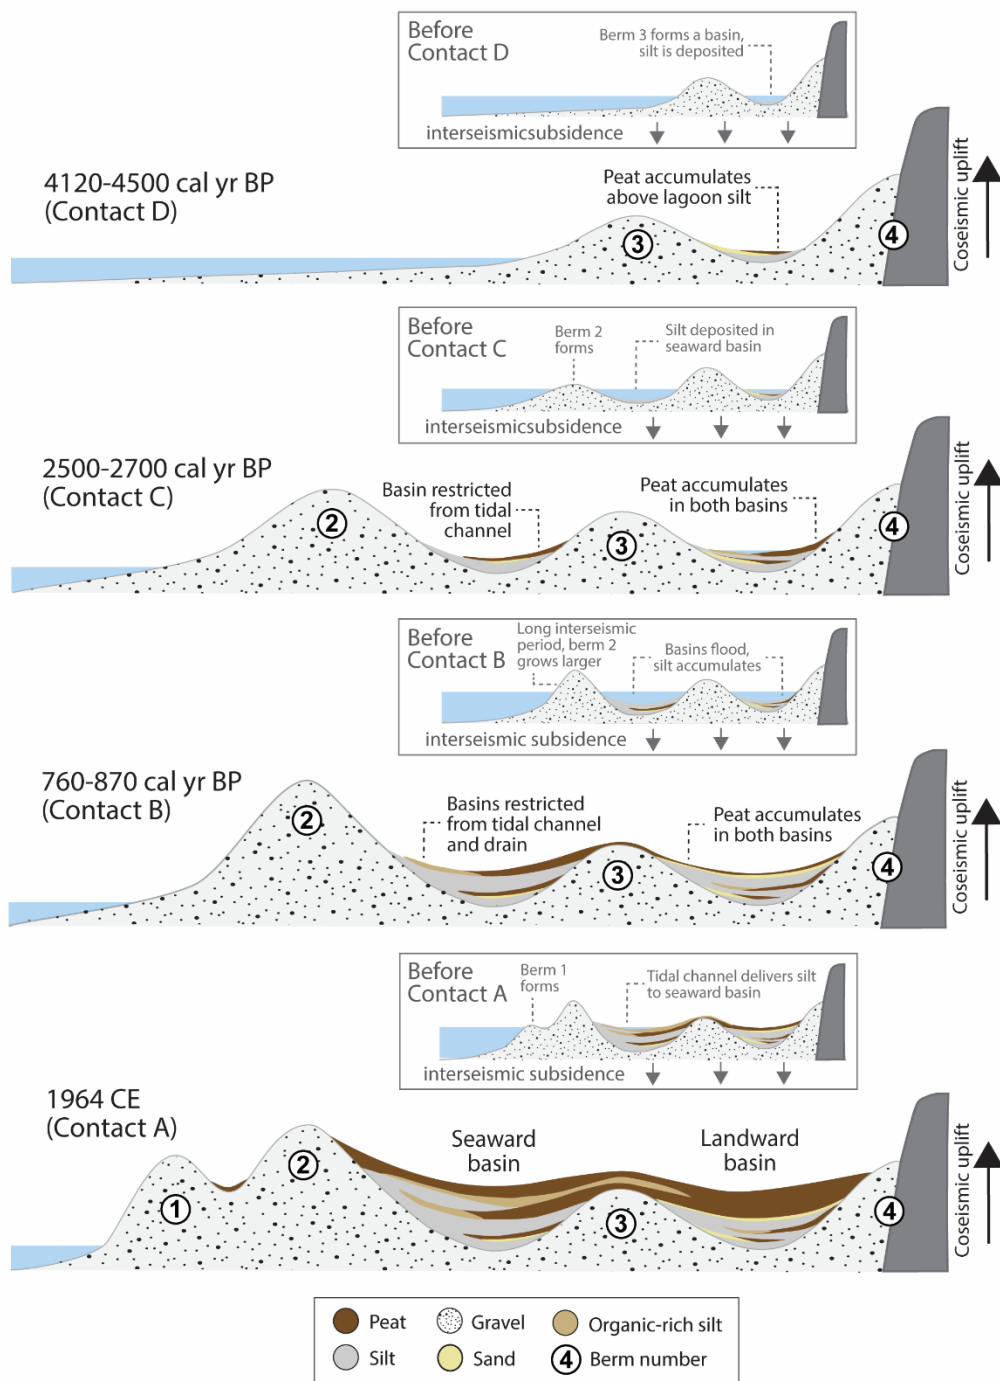 Before
Contact D
Berm 3 forms a basin,
silt is deposited
interseismicsubsidence
4120-4500 cal yr BP
(Contact D)
Peat accumulates
above lagoon silt
3
4
Coseismic uplift
Before
Contact C
Berm 2
forms
Silt deposited in
seaward basin
interseismicsubsidence
2500-2700 cal yr BP
(Contact C)
Basin restricted
from tidal
channel
Peat accumulates
in both basins
2
3
4
Coseismic uplift
Before
Contact B
Long interseismic
period, berm 2
grows larger
Basins flood,
silt accumulates
interseismic subsidence
760-870 cal yr BP
(Contact B)
Basins restricted
from tidal channel
and drain
Peat accumulates
in both basins
2
3
4
Coseismic uplift
Before
Contact A
Berm 1
forms
Tidal channel delivers silt
to seaward basin
interseismic subsidence
1964 CE
(Contact A)
Seaward
basin
Landward
basin
1
2
3
4
Coseismic uplift
Peat
Gravel
Organic-rich silt
Silt
Sand
4 Berm number